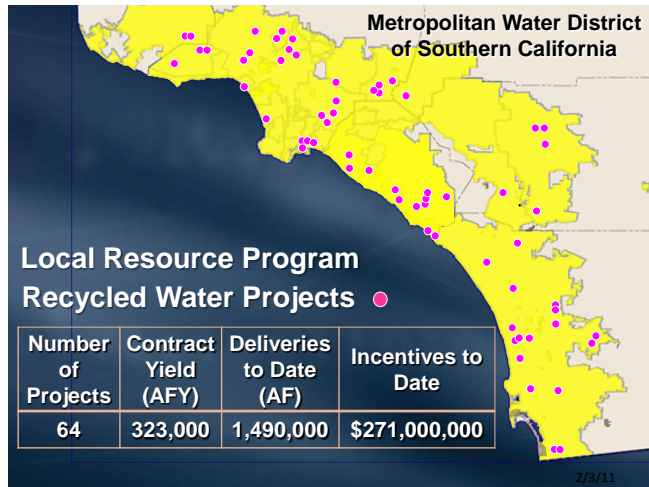 Metropolitan Water District
of Southern California
Local Resource Program
Recycled Water Projects
Number of Projects
Contract Yield (AFY)
Deliveries to Date (AF)
Incentives to Date
64
323,000
1,490,000
$271,000,000
2/3/11